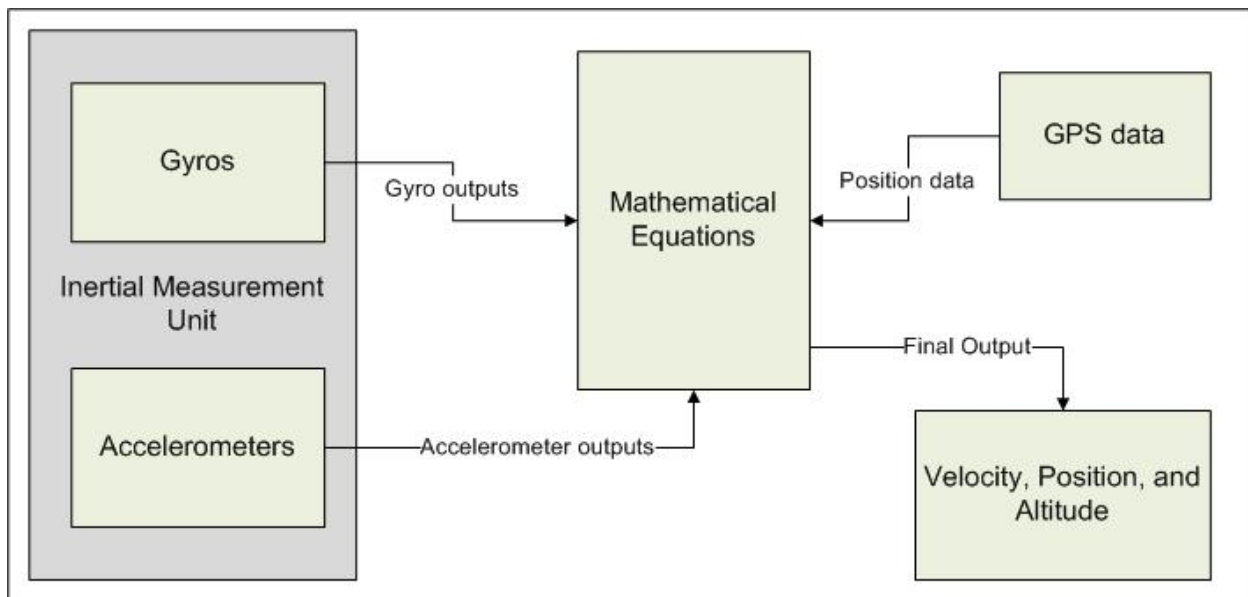 Gyros
Gyro outputs
Inertial Measurement
Unit
Accelerometers
Accelerometer outputs
Mathematical
Equations
GPS data
Position data
Final Output
Velocity, Position, and
Altitude